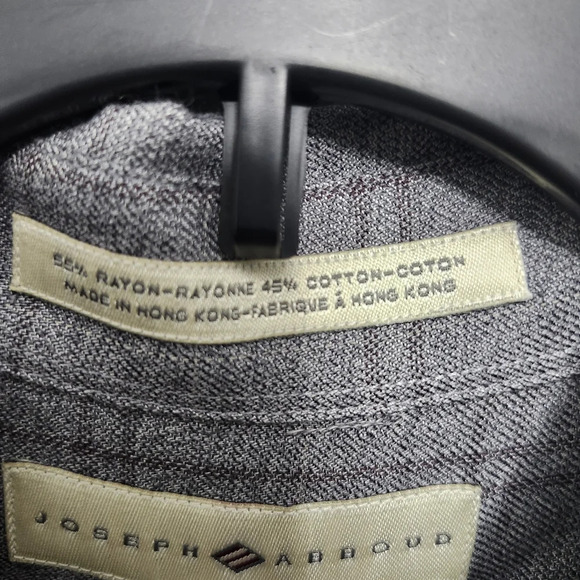 55% RAYON-RAYONNE 45% COTTON-COTON
MADE IN HONG KONG-FABRIQUE À HONG KONG
JOSEPH ABBOUD